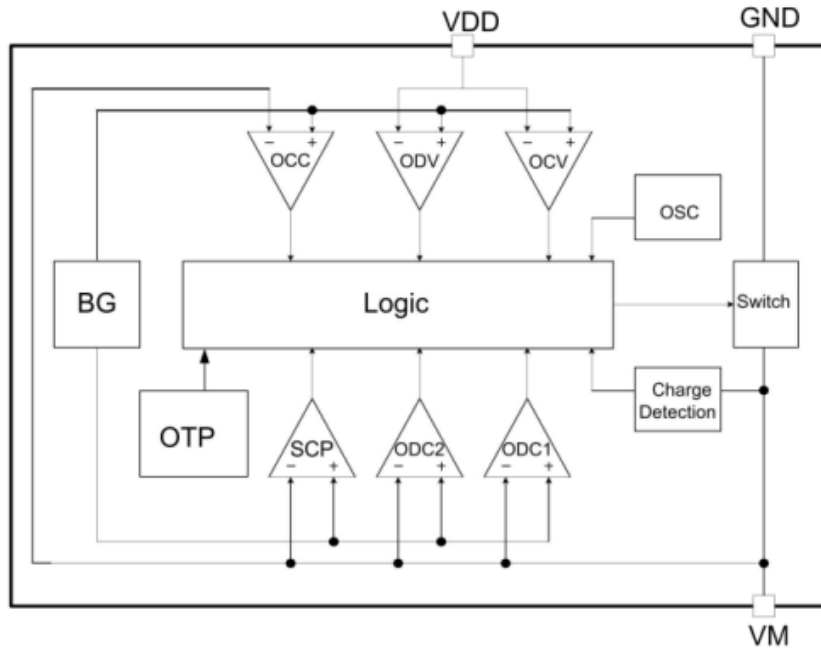 VDD
GND
− +
− +
− +
OCC
ODV
OCV
OSC
BG
Logic
Switch
OTP
Charge
Detection
SCP
ODC2
ODC1
− +
− +
− +
VM